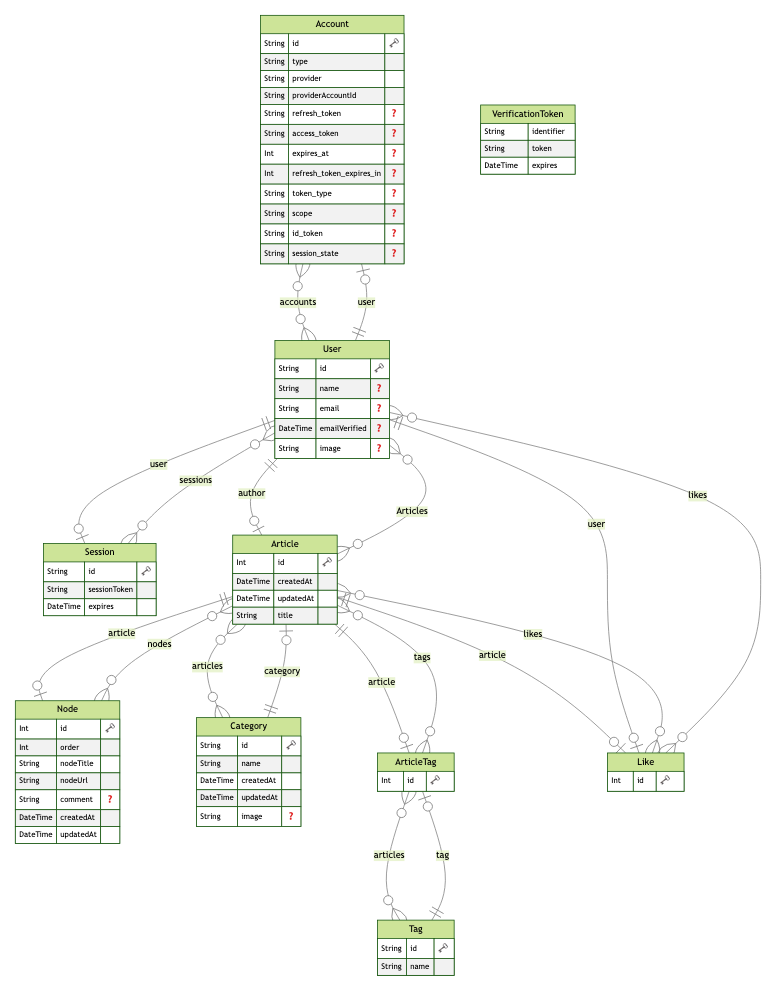 Account
String id
String type
String provider
String providerAccountId
String refresh_token ?
String access_token ?
Int expires_at ?
Int refresh_token_expires_in ?
String token_type ?
String scope ?
String id_token ?
String session_state ?
VerificationToken
String identifier
String token
DateTime expires
accounts
user
User
String id
String name ?
String email ?
DateTime emailVerified ?
String image ?
user
sessions
author
Articles
user
likes
Session
String id
String sessionToken
DateTime expires
Article
Int id
DateTime createdAt
DateTime updatedAt
String title
article
nodes
articles
category
article
tags
article
likes
Node
Int id
Int order
String nodeTitle
String nodeUrl
String comment ?
DateTime createdAt
DateTime updatedAt
Category
String id
String name
DateTime createdAt
DateTime updatedAt
String image ?
ArticleTag
Int id
Like
Int id
articles
tag
Tag
String id
String name